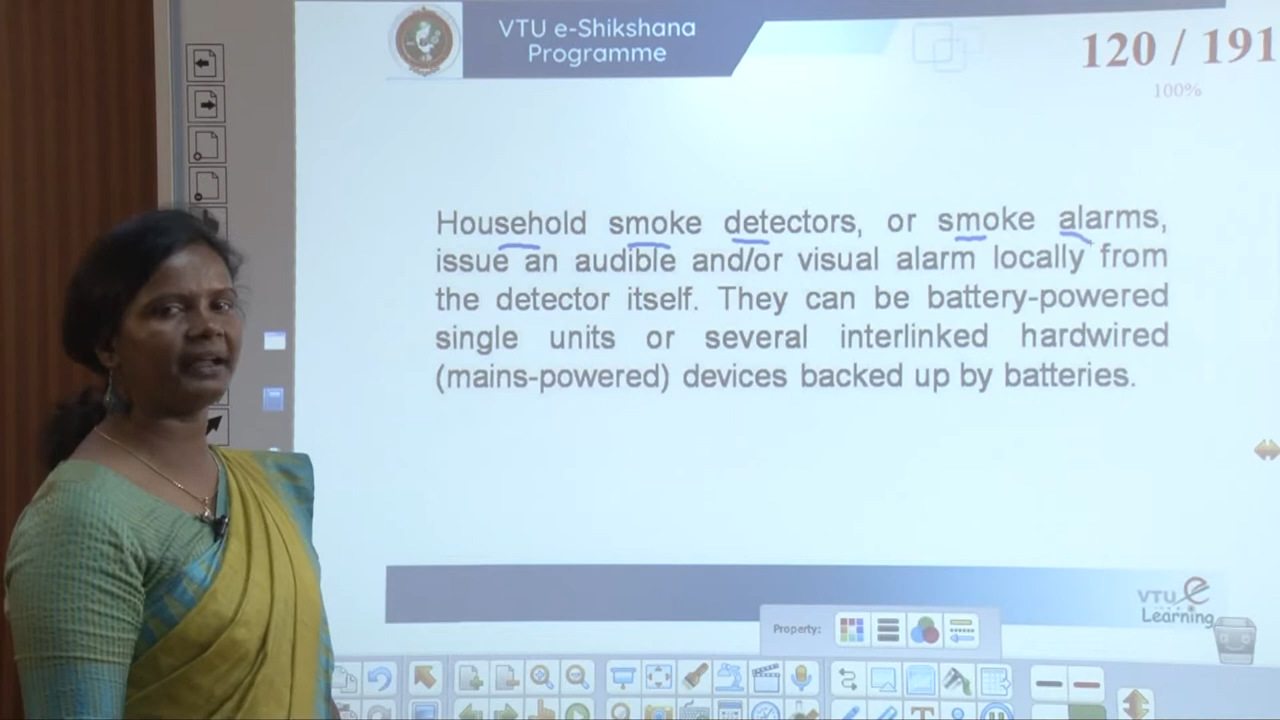 VTU e-Shikshana
Programme
120 / 191
100%
Household smoke detectors, or smoke alarms,
issue an audible and/or visual alarm locally from
the detector itself. They can be battery-powered
single units or several interlinked hardwired
(mains-powered) devices backed up by batteries.
VTU e
Learning
Property: